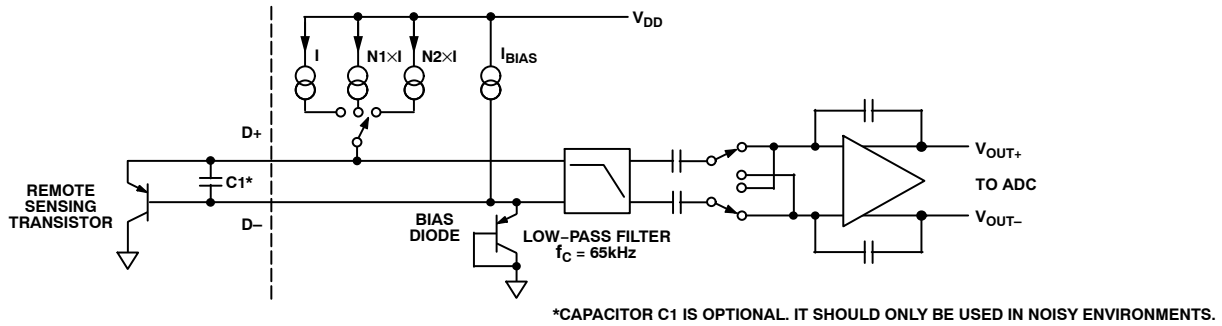 V_DD
I N1×I N2×I I_BIAS
D+
C1*
REMOTE
SENSING
TRANSISTOR
D–
BIAS
DIODE
LOW–PASS FILTER
f_C = 65kHz
V_OUT+
TO ADC
V_OUT–
*CAPACITOR C1 IS OPTIONAL. IT SHOULD ONLY BE USED IN NOISY ENVIRONMENTS.